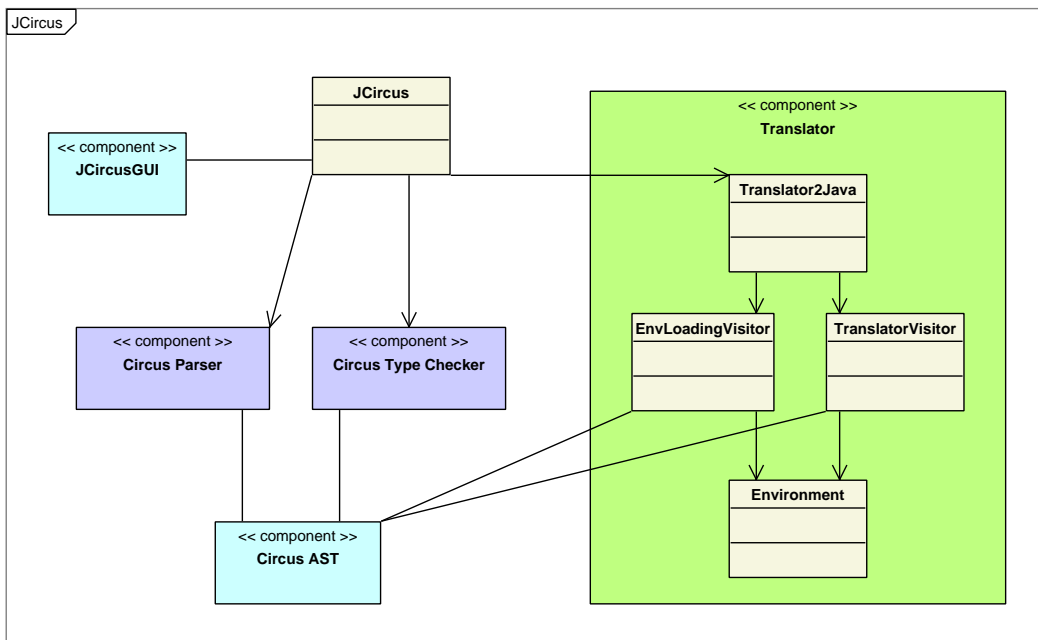 JCircus
JCircus
<< component >>
Translator
<< component >>
JCircusGUI
Translator2Java
EnvLoadingVisitor
TranslatorVisitor
<< component >>
Circus Parser
<< component >>
Circus Type Checker
Environment
<< component >>
Circus AST